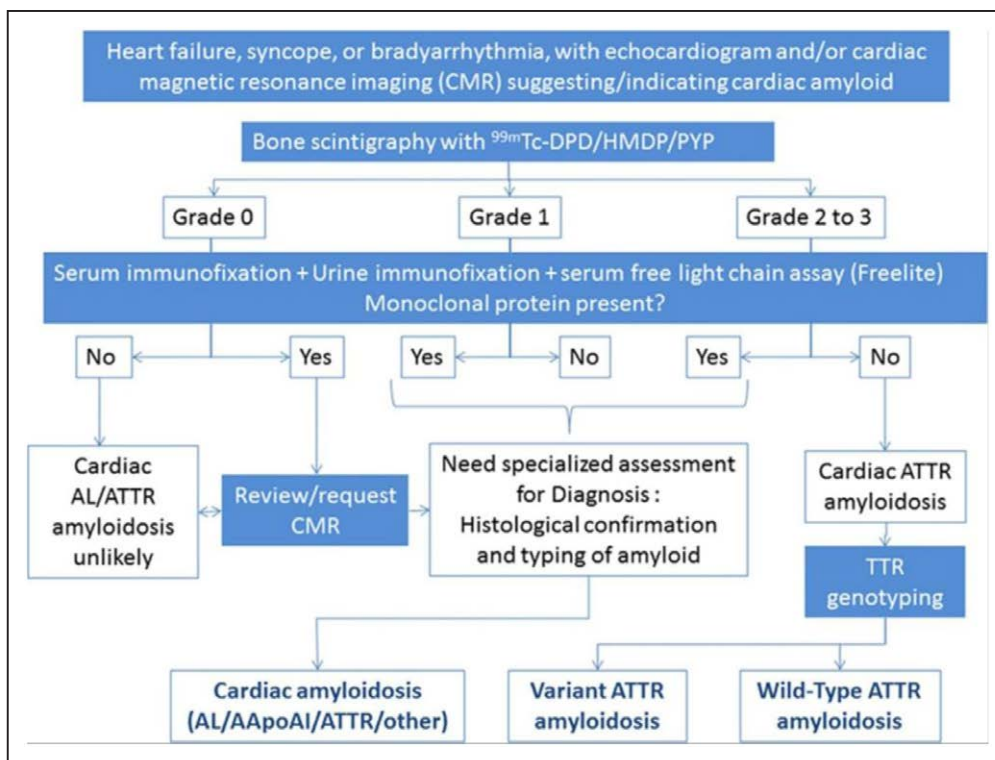 Heart failure, syncope, or bradyarrhythmia, with echocardiogram and/or cardiac
magnetic resonance imaging (CMR) suggesting/indicating cardiac amyloid
Bone scintigraphy with ⁹⁹ᵐTc-DPD/HMDP/PYP
Grade 0
Grade 1
Grade 2 to 3
Serum immunofixation + Urine immunofixation + serum free light chain assay (Freelite)
Monoclonal protein present?
No
Yes
Yes
No
Yes
No
Cardiac
AL/ATTR
amyloidosis
unlikely
Review/request
CMR
Need specialized assessment
for Diagnosis :
Histological confirmation
and typing of amyloid
Cardiac ATTR
amyloidosis
TTR
genotyping
Cardiac amyloidosis
(AL/AApoAI/ATTR/other)
Variant ATTR
amyloidosis
Wild-Type ATTR
amyloidosis